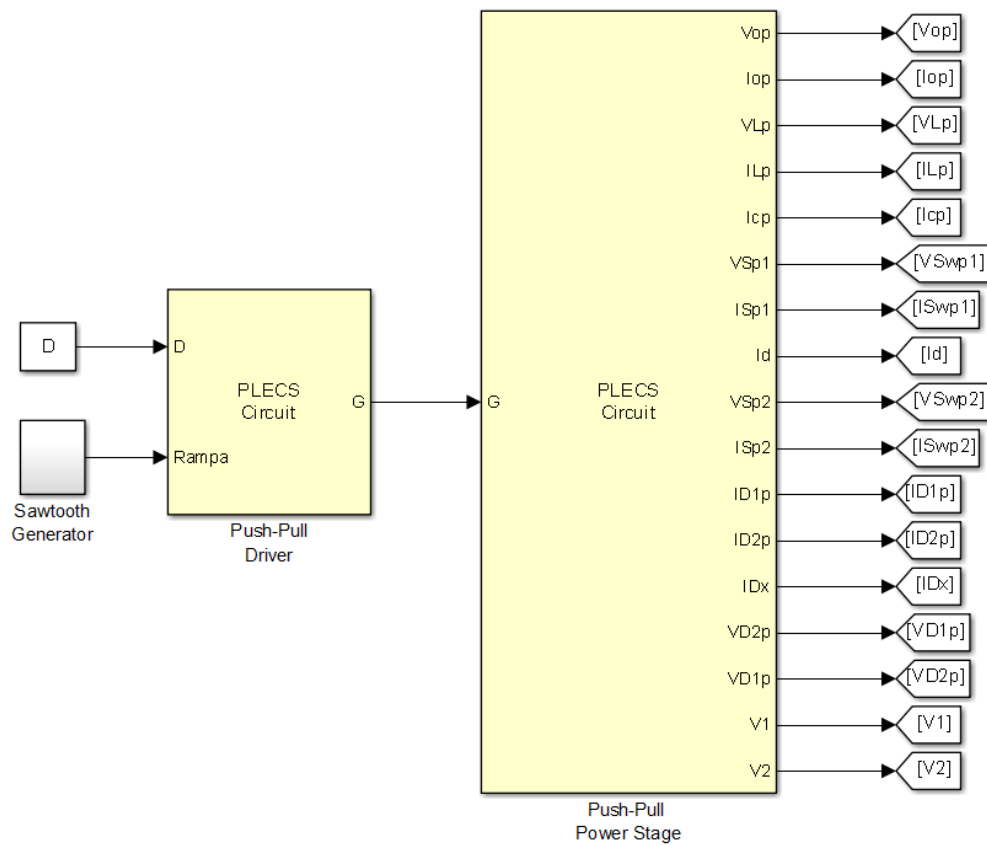 Vop [Vop]
Iop [Iop]
VLp [VLp]
ILp [ILp]
Icp [Icp]
VSp1 [VSwp1]
ISp1 [ISwp1]
D D Id [Id]
PLECS G G PLECS VSp2 [VSwp2]
Circuit Circuit
ISp2 [ISwp2]
Rampa
ID1p [ID1p]
Sawtooth
Generator
Push-Pull
Driver
ID2p [ID2p]
IDx [IDx]
VD2p [VD1p]
VD1p [VD2p]
V1 [V1]
V2 [V2]
Push-Pull
Power Stage